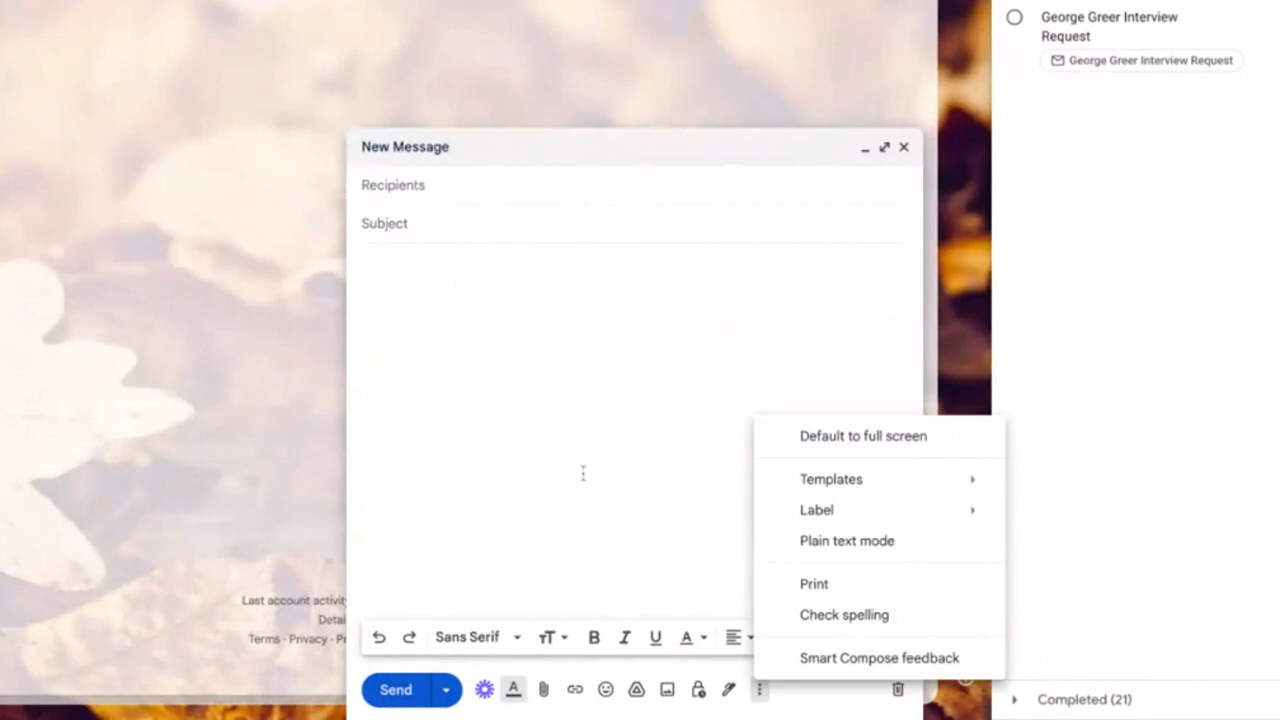 George Greer Interview
Request
George Greer Interview Request
New Message
Recipients
Subject
Default to full screen
Templates
Label
Plain text mode
Print
Check spelling
Smart Compose feedback
Last account activit
Detai
Terms · Privacy · Pr
Sans Serif
Send
Completed (21)